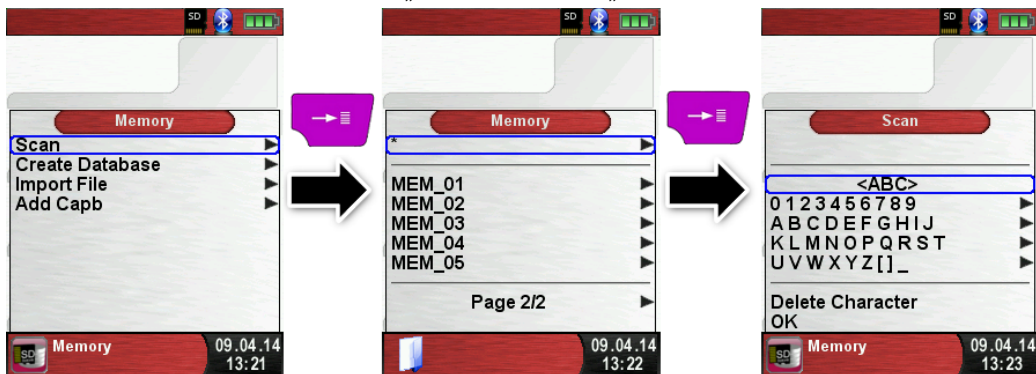 SD
Memory
Scan
Create Database
Import File
Add Capb
SD
Memory
09.04.14
13:21
SD
Memory
*
MEM_01
MEM_02
MEM_03
MEM_04
MEM_05
Page 2/2
09.04.14
13:22
SD
Scan
<ABC>
0 1 2 3 4 5 6 7 8 9
A B C D E F G H I J
K L M N O P Q R S T
U V W X Y Z [ ] _
Delete Character
OK
SD
Memory
09.04.14
13:23